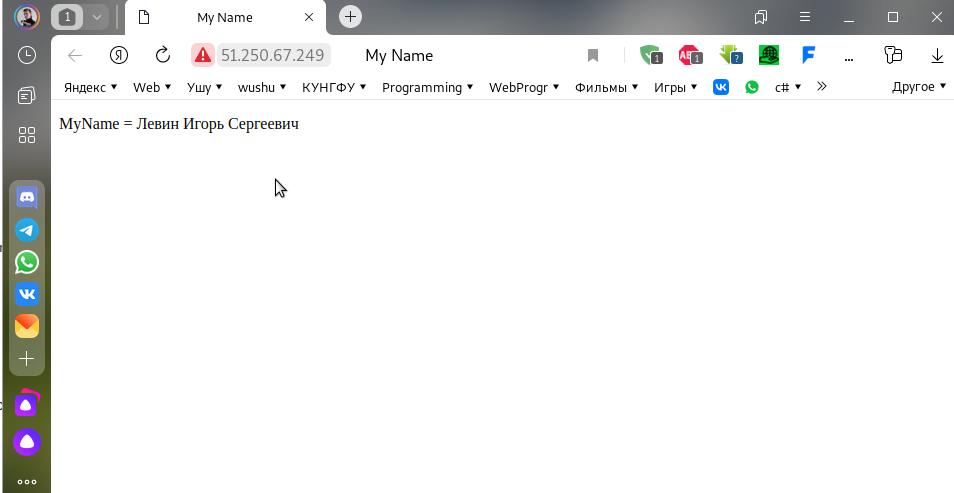 1
My Name
Я
51.250.67.249
My Name
1
ABP
1
?
F
...
Яндекс
Web
Ушу
wushu
КУНГФУ
Programming
WebProgr
Фильмы
Игры
c#
»
Другое
MyName = Левин Игорь Сергеевич